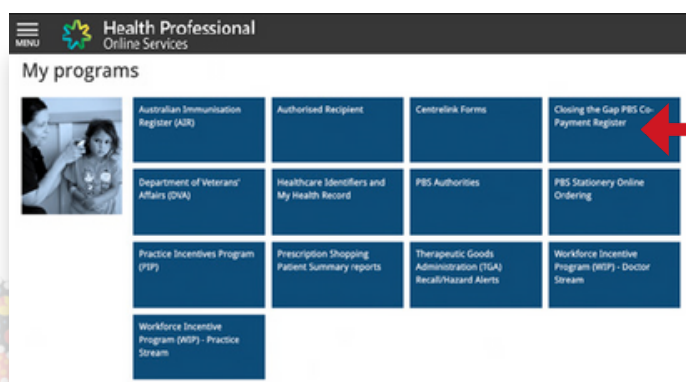 MENU
Health Professional
Online Services
My programs
Australian Immunisation
Register (AIR)
Authorised Recipient
Centrelink Forms
Closing the Gap PBS Co-
Payment Register
Department of Veterans'
Affairs (DVA)
Healthcare Identifiers and
My Health Record
PBS Authorities
PBS Stationery Online
Ordering
Practice Incentives Program
(PIP)
Prescription Shopping
Patient Summary reports
Therapeutic Goods
Administration (TGA)
Recall/Hazard Alerts
Workforce Incentive
Program (WIP) - Doctor
Stream
Workforce Incentive
Program (WIP) - Practice
Stream